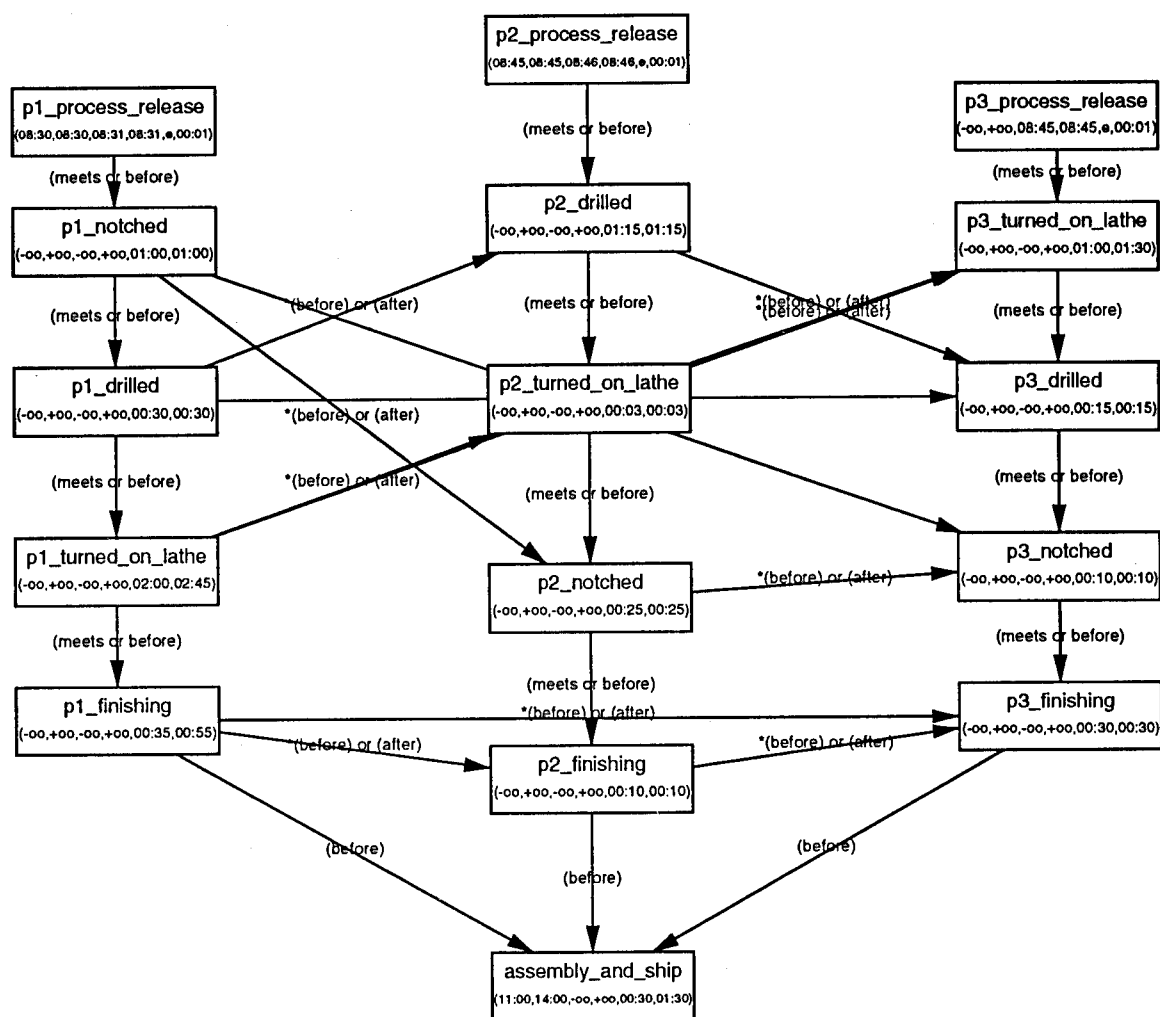 p2_process_release
(08:45,08:45,08:46,08:46,e,00:01)
p1_process_release
(08:30,08:30,08:31,08:31,e,00:01)
p3_process_release
(-oo,+oo,08:45,08:45,e,00:01)
(meets or before)
(meets or before)
(meets or before)
p2_drilled
(-oo,+oo,-oo,+oo,01:15,01:15)
p1_notched
(-oo,+oo,-oo,+oo,01:00,01:00)
p3_turned_on_lathe
(-oo,+oo,-oo,+oo,01:00,01:30)
(meets or before)
*(before) or (after)
(meets or before)
*(before) or (after)
*(before) or (after)
(meets or before)
p1_drilled
(-oo,+oo,-oo,+oo,00:30,00:30)
p2_turned_on_lathe
(-oo,+oo,-oo,+oo,00:03,00:03)
p3_drilled
(-oo,+oo,-oo,+oo,00:15,00:15)
*(before) or (after)
(meets or before)
*(before) or (after)
(meets or before)
(meets or before)
p1_turned_on_lathe
(-oo,+oo,-oo,+oo,02:00,02:45)
p2_notched
(-oo,+oo,-oo,+oo,00:25,00:25)
*(before) or (after)
p3_notched
(-oo,+oo,-oo,+oo,00:10,00:10)
(meets or before)
(meets or before)
(meets or before)
p1_finishing
(-oo,+oo,-oo,+oo,00:35,00:55)
*(before) or (after)
p3_finishing
(-oo,+oo,-oo,+oo,00:30,00:30)
*(before) or (after)
*(before) or (after)
p2_finishing
(-oo,+oo,-oo,+oo,00:10,00:10)
(before)
(before)
(before)
assembly_and_ship
(11:00,14:00,-oo,+oo,00:30,01:30)